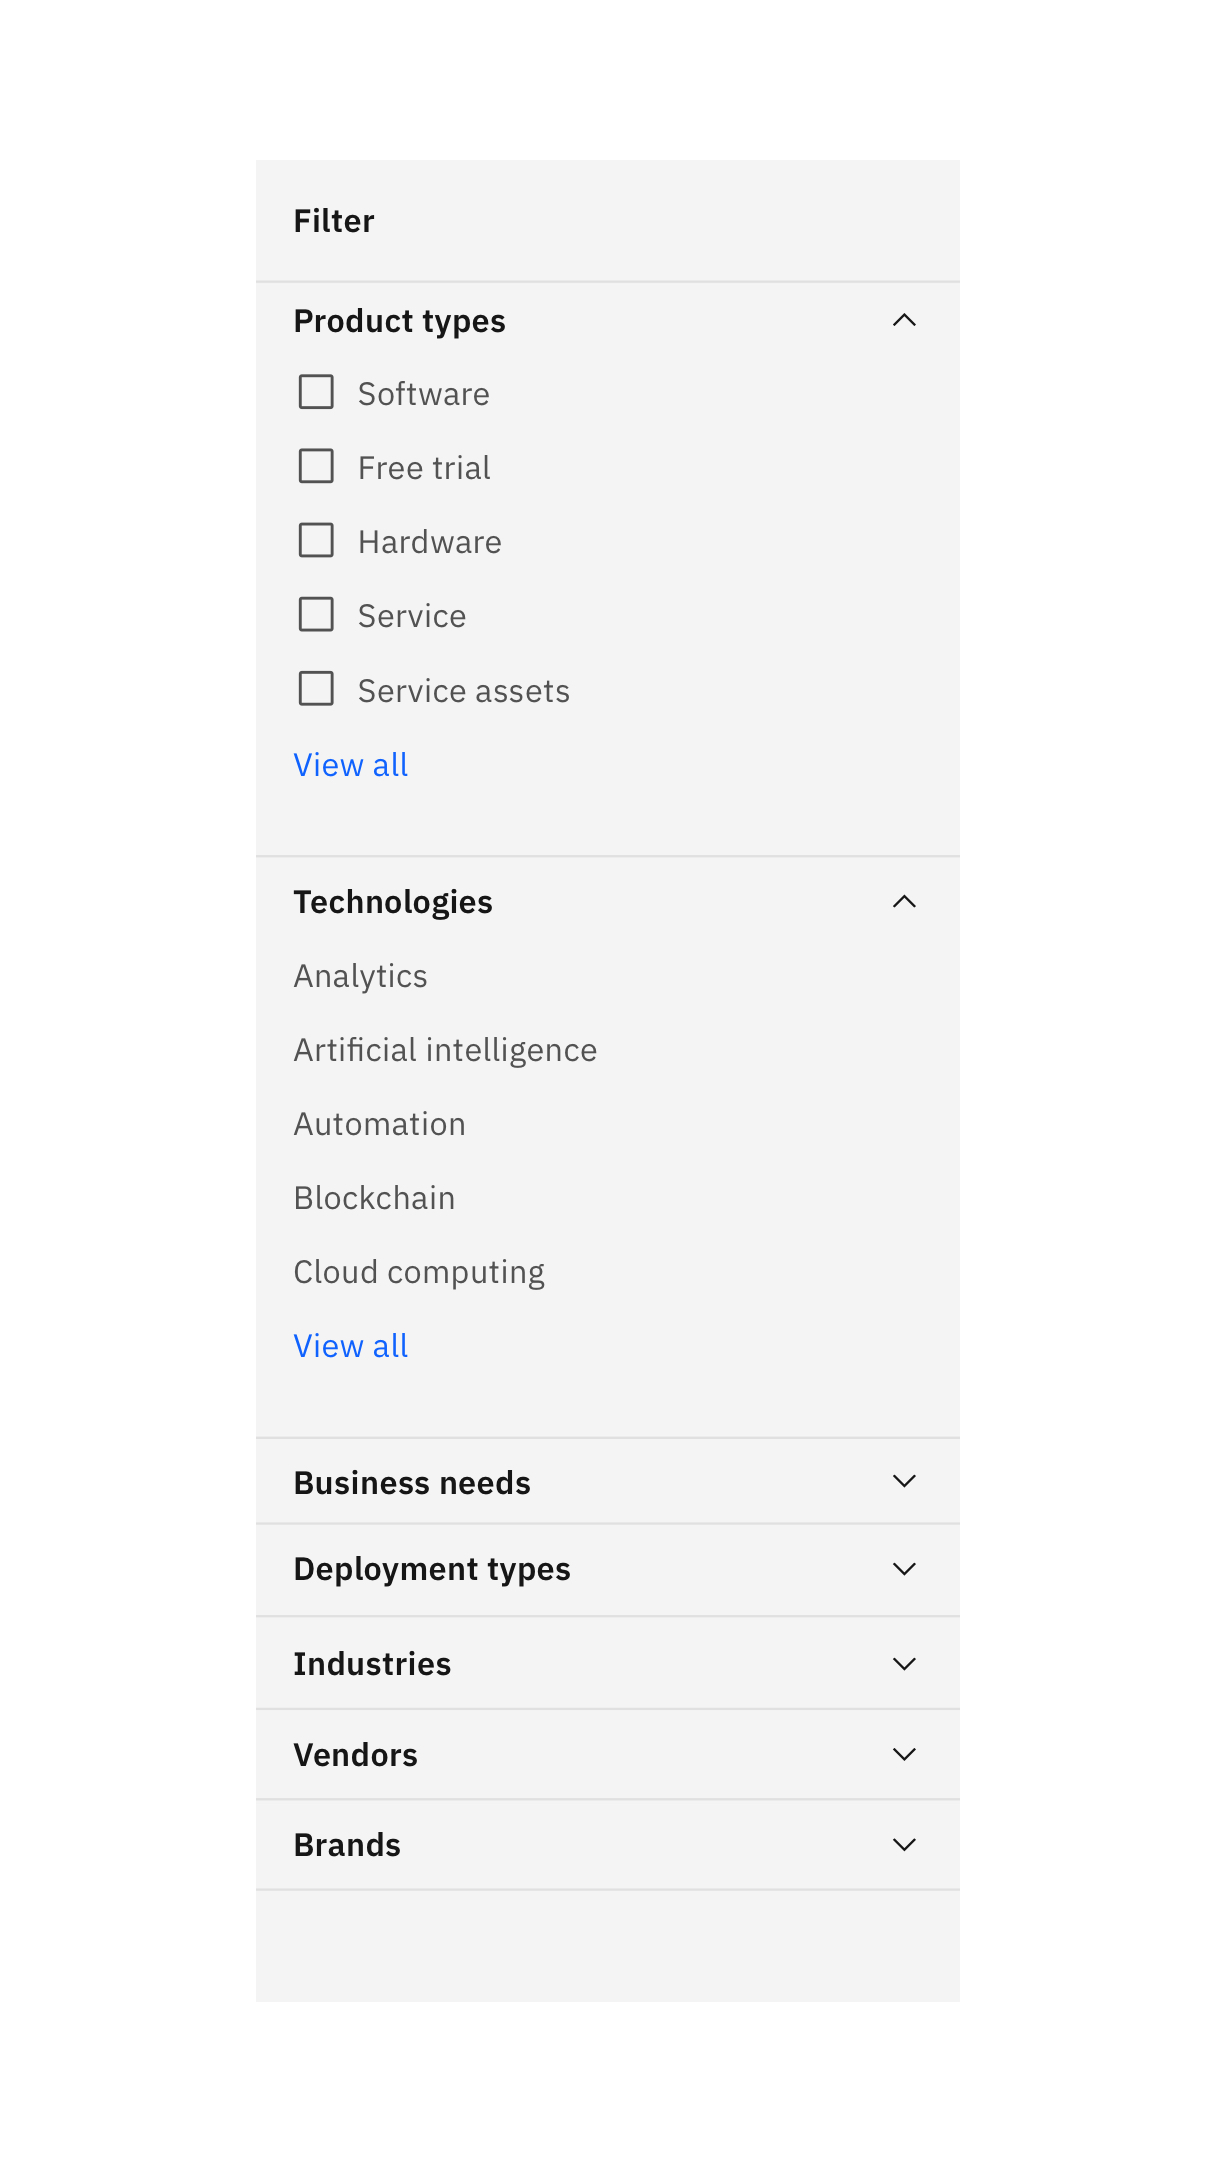 Filter
Product types
Software
Free trial
Hardware
Service
Service assets
View all
Technologies
Analytics
Artificial intelligence
Automation
Blockchain
Cloud computing
View all
Business needs
Deployment types
Industries
Vendors
Brands